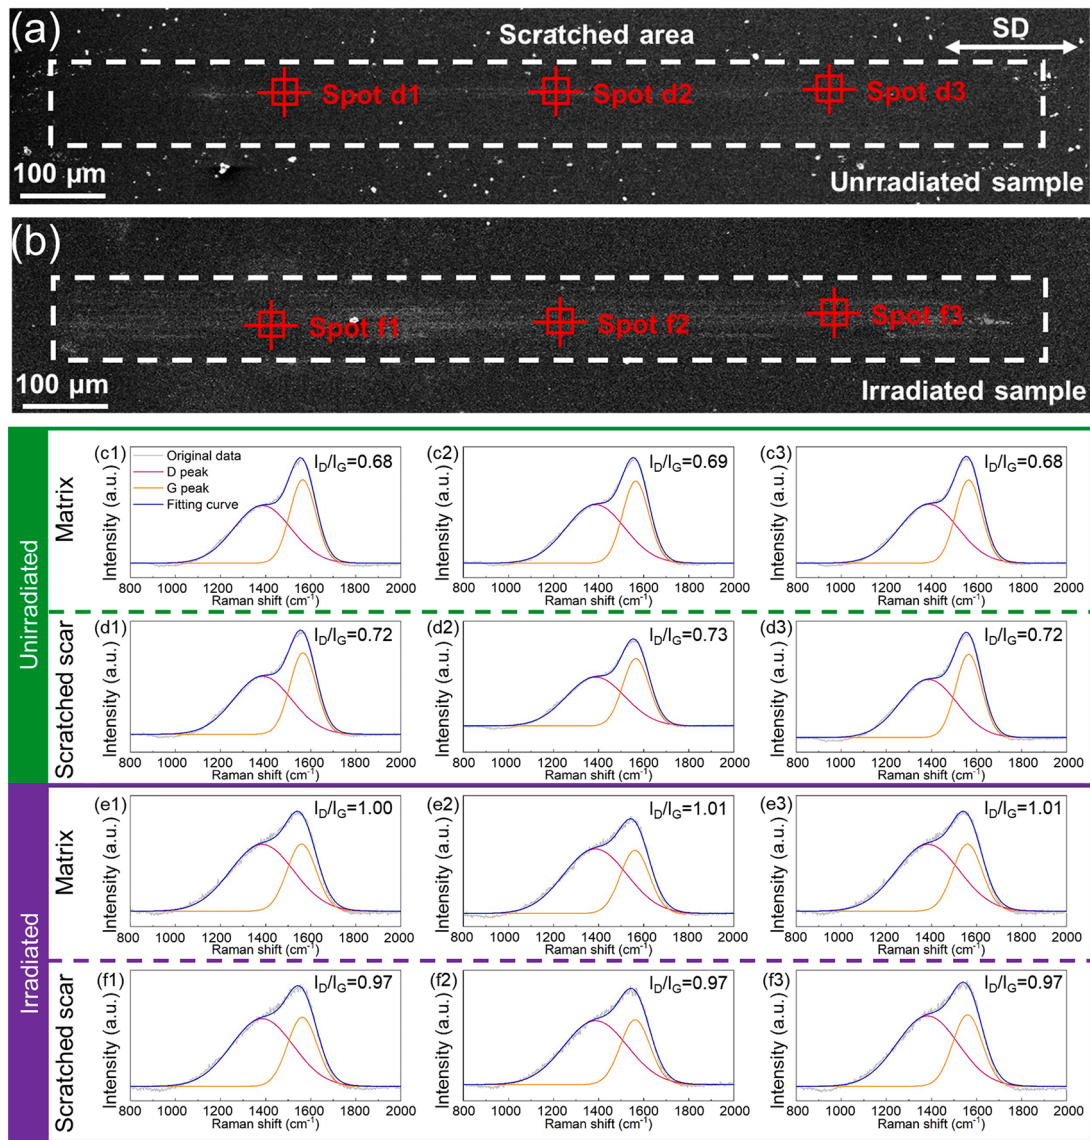 (a)
Scratched area
SD
Spot d1
Spot d2
Spot d3
100 μm
Unrradiated sample
(b)
Spot f1
Spot f2
Spot f3
100 μm
Irradiated sample
Unirradiated
Matrix
(c1)
Original data
D peak
G peak
Fitting curve
I_D/I_G=0.68
Intensity (a.u.)
800 1000 1200 1400 1600 1800 2000
Raman shift (cm⁻¹)
(c2)
I_D/I_G=0.69
Intensity (a.u.)
800 1000 1200 1400 1600 1800 2000
Raman shift (cm⁻¹)
(c3)
I_D/I_G=0.68
Intensity (a.u.)
800 1000 1200 1400 1600 1800 2000
Raman shift (cm⁻¹)
Scratched scar
(d1)
I_D/I_G=0.72
Intensity (a.u.)
800 1000 1200 1400 1600 1800 2000
Raman shift (cm⁻¹)
(d2)
I_D/I_G=0.73
Intensity (a.u.)
800 1000 1200 1400 1600 1800 2000
Raman shift (cm⁻¹)
(d3)
I_D/I_G=0.72
Intensity (a.u.)
800 1000 1200 1400 1600 1800 2000
Raman shift (cm⁻¹)
Irradiated
Matrix
(e1)
I_D/I_G=1.00
Intensity (a.u.)
800 1000 1200 1400 1600 1800 2000
Raman shift (cm⁻¹)
(e2)
I_D/I_G=1.01
Intensity (a.u.)
800 1000 1200 1400 1600 1800 2000
Raman shift (cm⁻¹)
(e3)
I_D/I_G=1.01
Intensity (a.u.)
800 1000 1200 1400 1600 1800 2000
Raman shift (cm⁻¹)
Scratched scar
(f1)
I_D/I_G=0.97
Intensity (a.u.)
800 1000 1200 1400 1600 1800 2000
Raman shift (cm⁻¹)
(f2)
I_D/I_G=0.97
Intensity (a.u.)
800 1000 1200 1400 1600 1800 2000
Raman shift (cm⁻¹)
(f3)
I_D/I_G=0.97
Intensity (a.u.)
800 1000 1200 1400 1600 1800 2000
Raman shift (cm⁻¹)